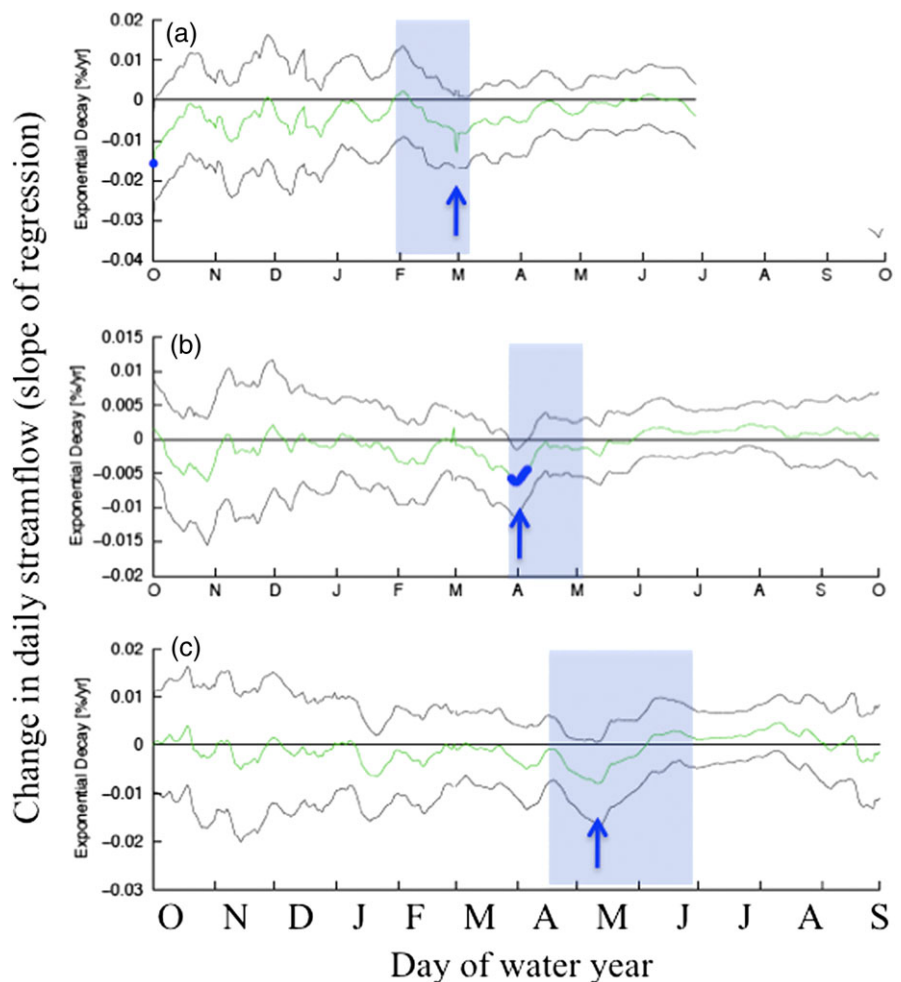 Change in daily streamflow (slope of regression)
(a)
Exponential Decay [%/yr]
0.02
0.01
0
−0.01
−0.02
−0.03
−0.04
O N D J F M A M J J A S O
(b)
Exponential Decay [%/yr]
0.015
0.01
0.005
0
−0.005
−0.01
−0.015
−0.02
O N D J F M A M J J A S O
(c)
Exponential Decay [%/yr]
0.02
0.01
0
−0.01
−0.02
−0.03
O N D J F M A M J J A S
Day of water year